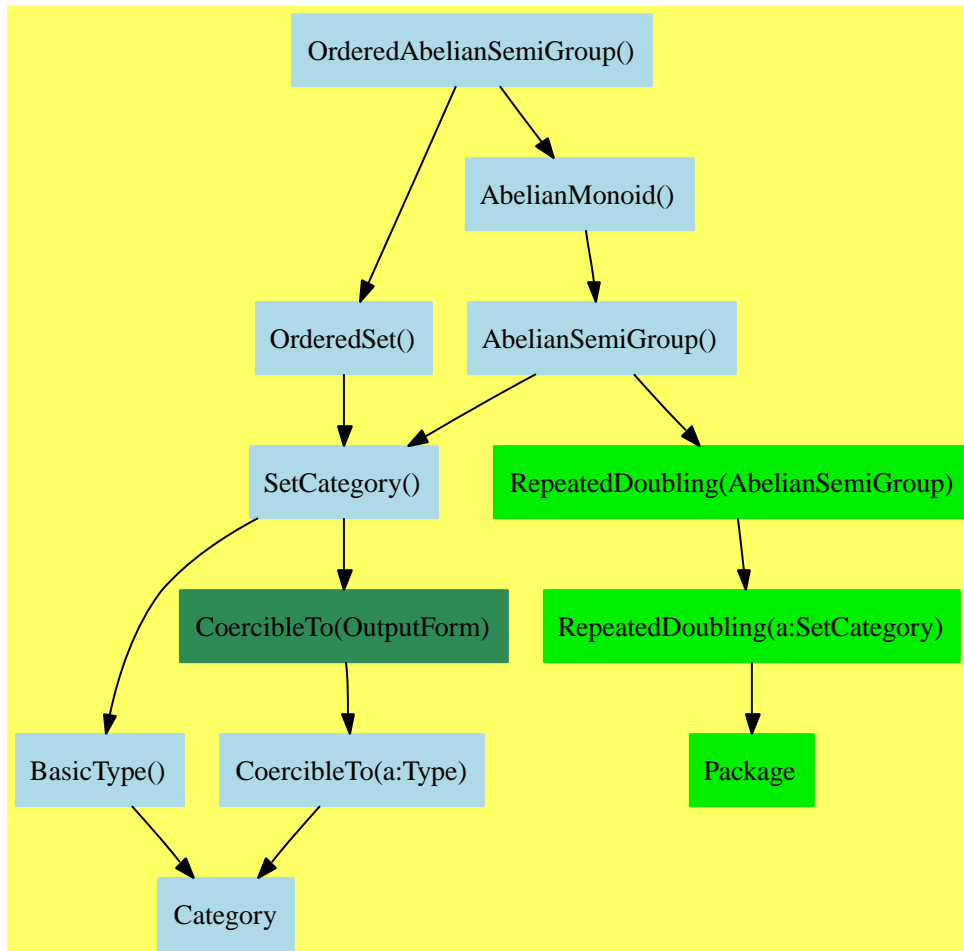 OrderedAbelianSemiGroup()
AbelianMonoid()
OrderedSet()
AbelianSemiGroup()
SetCategory()
RepeatedDoubling(AbelianSemiGroup)
CoercibleTo(OutputForm)
RepeatedDoubling(a:SetCategory)
BasicType()
CoercibleTo(a:Type)
Package
Category